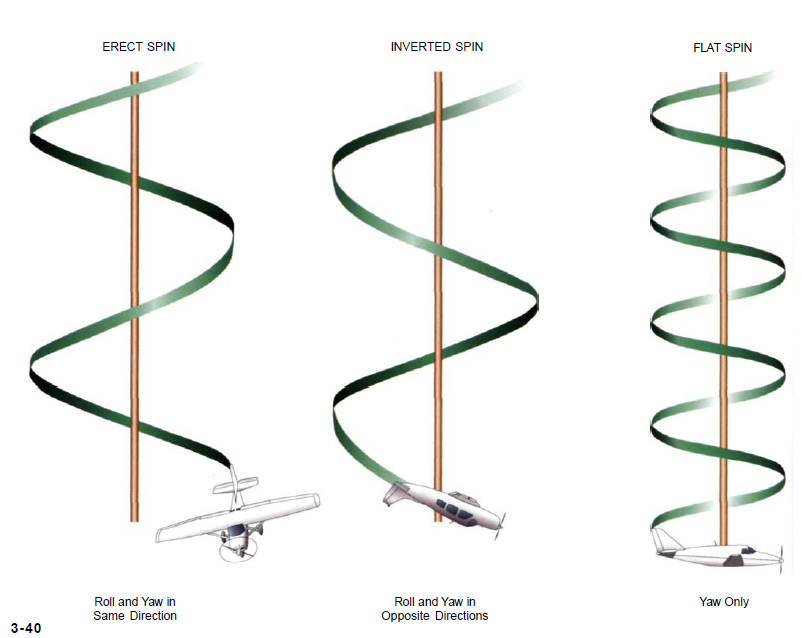 ERECT SPIN
INVERTED SPIN
FLAT SPIN
Roll and Yaw in
Same Direction
Roll and Yaw in
Opposite Directions
Yaw Only
3-40